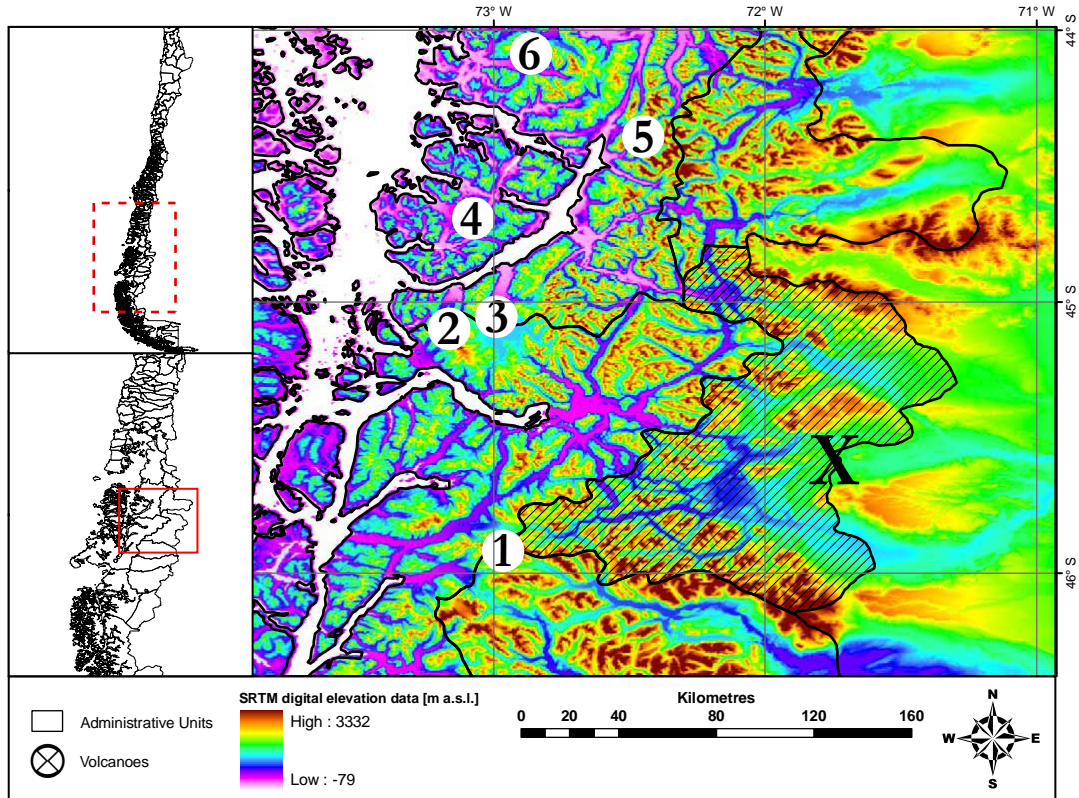 73° W 72° W 71° W
44° S
6
5
4
45° S
3
2
X
1
46° S
Administrative Units
Volcanoes
SRTM digital elevation data [m a.s.l.]
High : 3332
Low : -79
Kilometres
0 20 40 80 120 160
N
W E
S